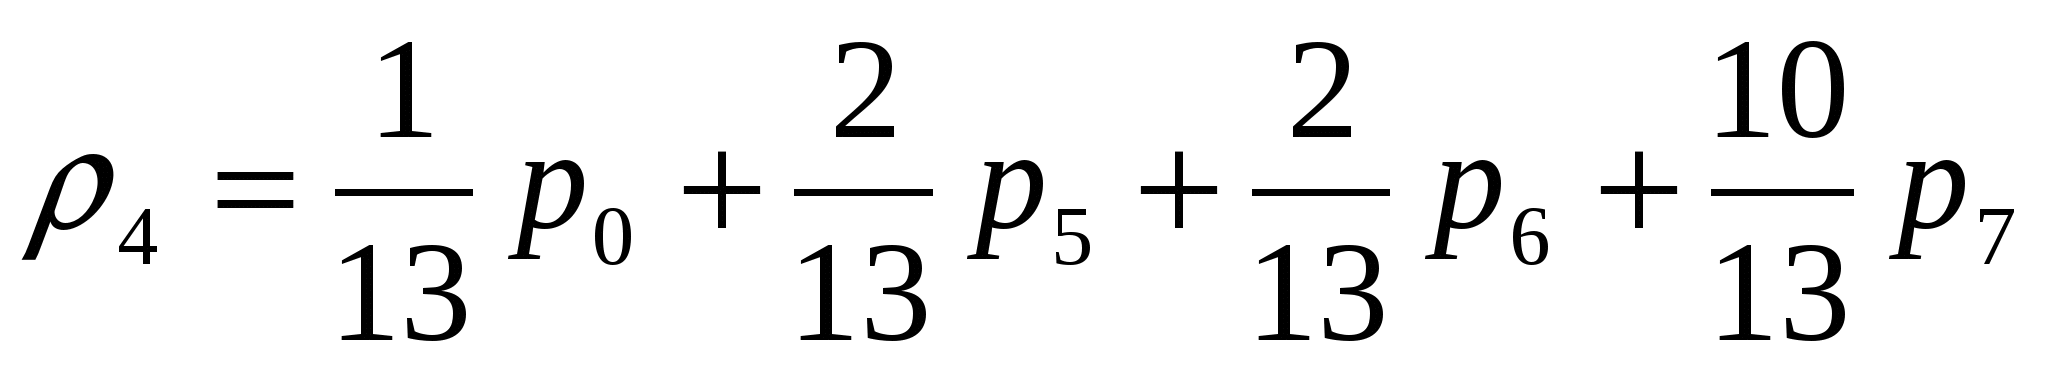 ρ₄ = 1/13 p₀ + 2/13 p₅ + 2/13 p₆ + 10/13 p₇